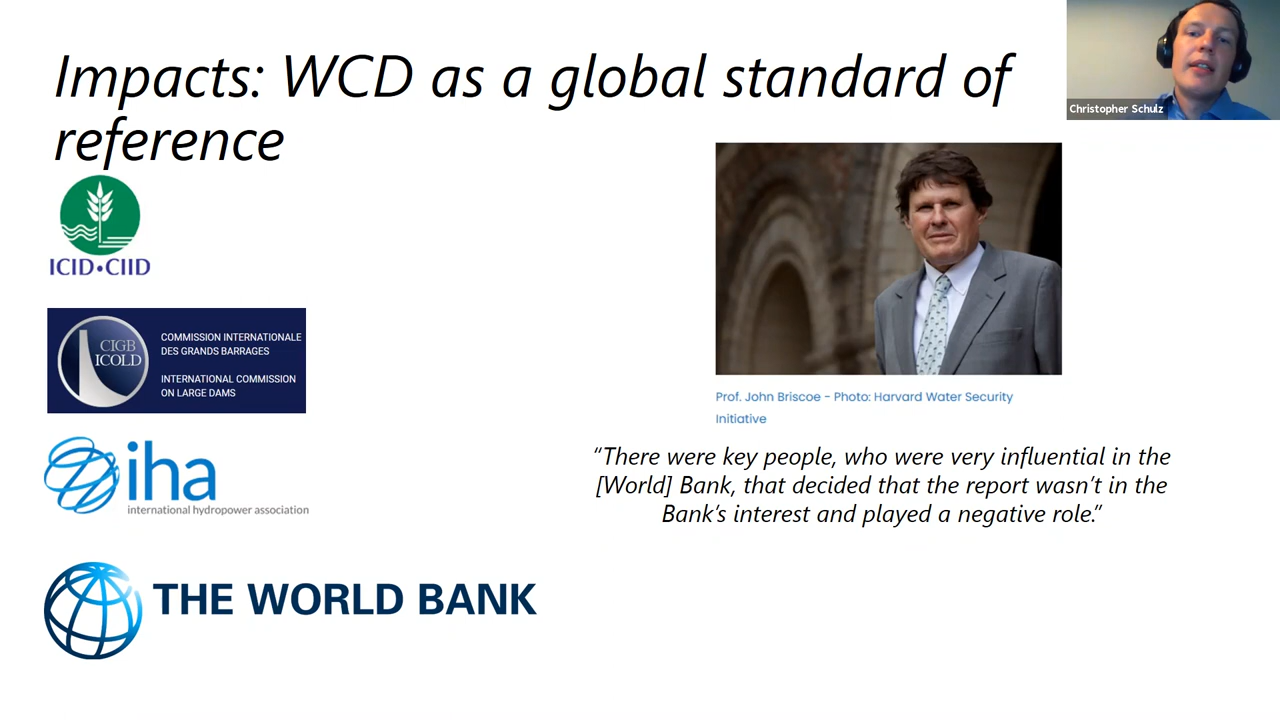 Impacts: WCD as a global standard of
reference
Christopher Schulz
ICID•CIID
CIGB
ICOLD
COMMISSION INTERNATIONALE
DES GRANDS BARRAGES
INTERNATIONAL COMMISSION
ON LARGE DAMS
iha
international hydropower association
THE WORLD BANK
Prof. John Briscoe - Photo: Harvard Water Security
Initiative
“There were key people, who were very influential in the
[World] Bank, that decided that the report wasn’t in the
Bank’s interest and played a negative role.”